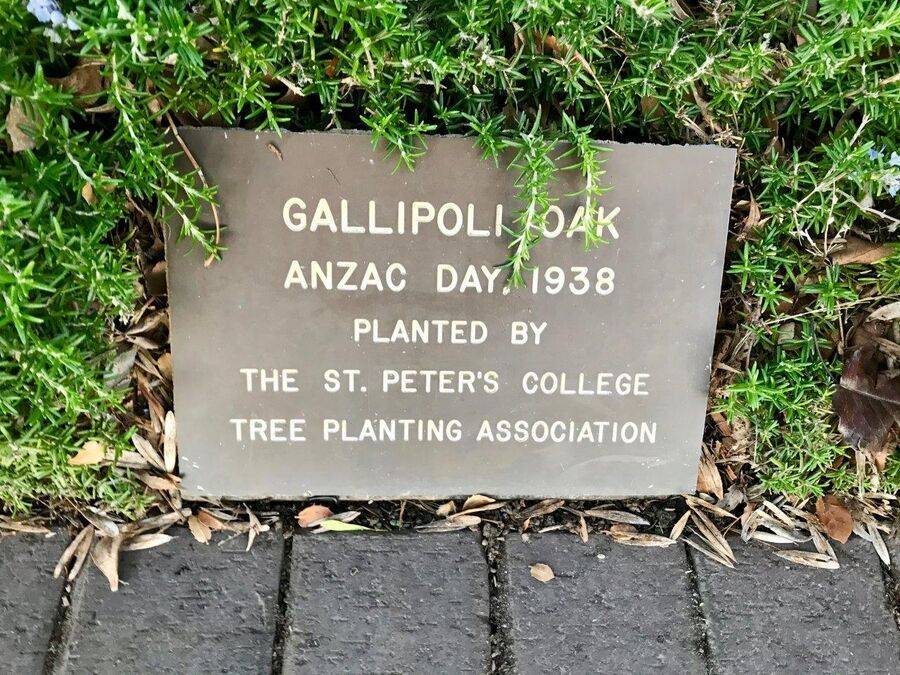 GALLIPOLI OAK
ANZAC DAY, 1938
PLANTED BY
THE ST. PETER'S COLLEGE
TREE PLANTING ASSOCIATION